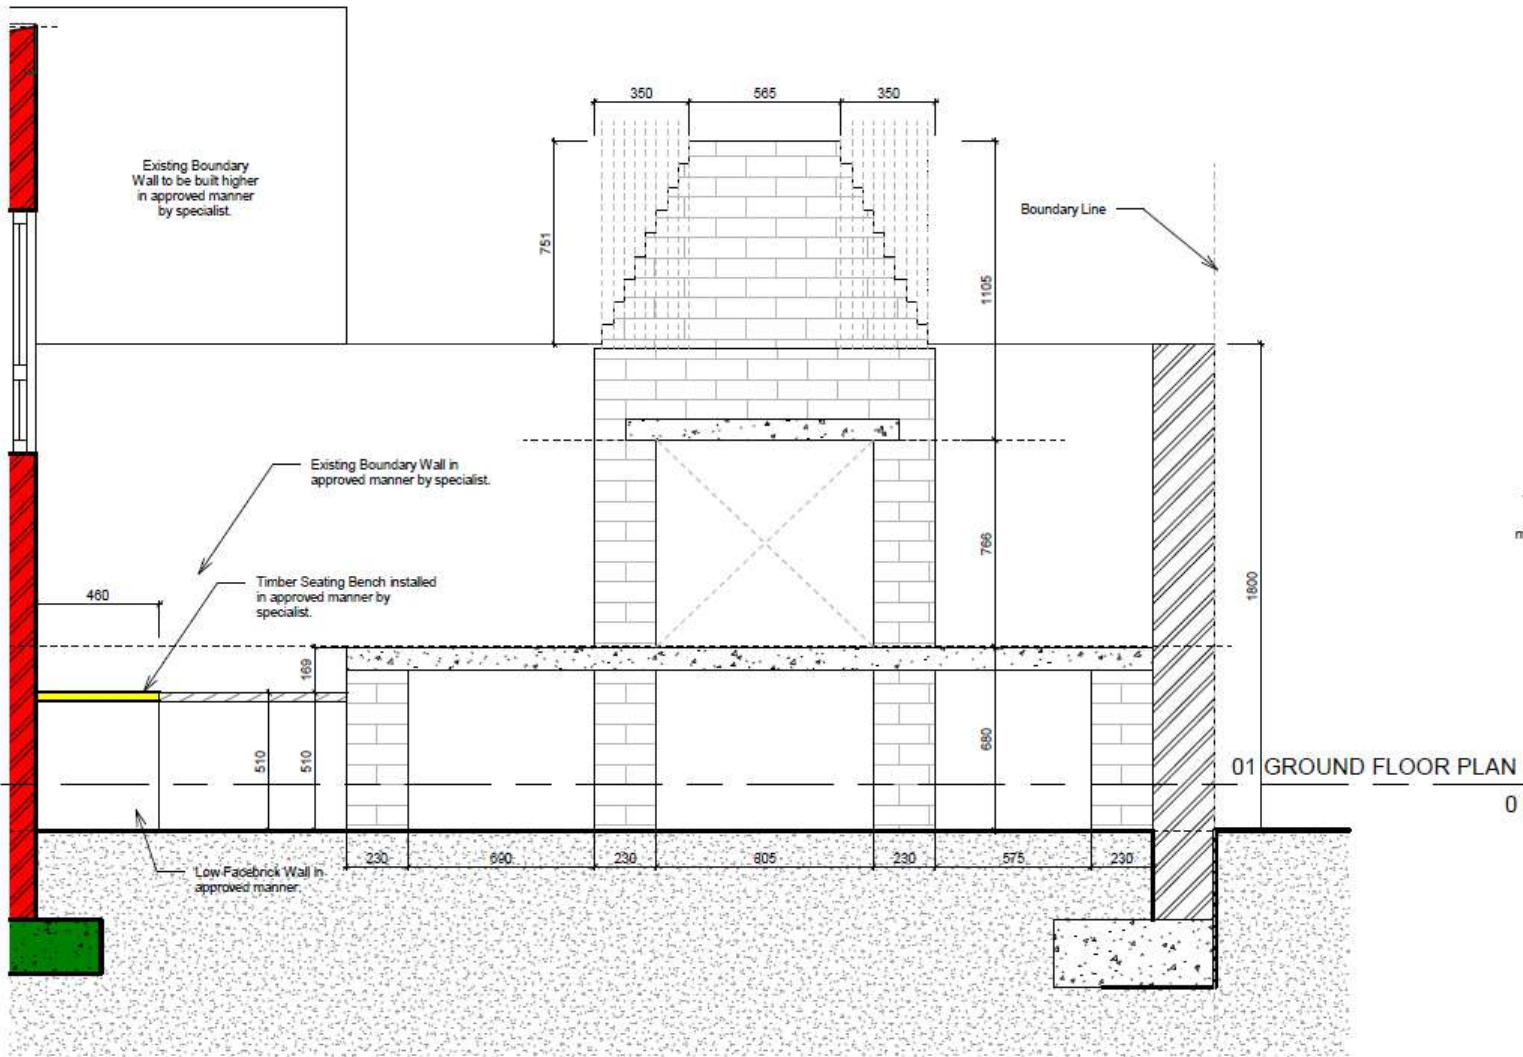 350
565
350
Existing Boundary
Wall to be built higher
in approved manner
by specialist.
Boundary Line
751
1105
Existing Boundary Wall in
approved manner by specialist.
766
m
Timber Seating Bench installed
in approved manner by
specialist.
460
1800
169
510
510
680
01 GROUND FLOOR PLAN
0
230
690
230
805
230
575
230
Low Facebrick Wall in
approved manner.